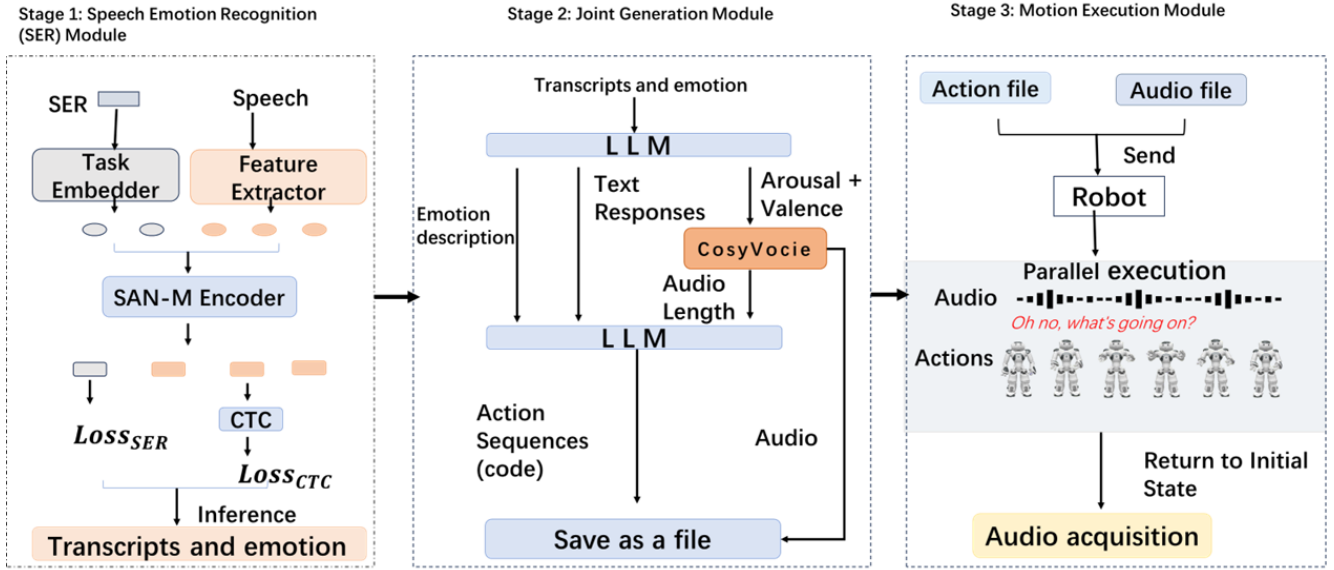 Stage 1: Speech Emotion Recognition
(SER) Module
SER
Speech
Task
Embedder
Feature
Extractor
SAN-M Encoder
CTC
Loss_SER
Loss_CTC
Inference
Transcripts and emotion
Stage 2: Joint Generation Module
Transcripts and emotion
L L M
Emotion
description
Text
Responses
Arousal +
Valence
CosyVocie
Audio
Length
L L M
Action
Sequences
(code)
Audio
Save as a file
Stage 3: Motion Execution Module
Action file
Audio file
Send
Robot
Parallel execution
Audio
Oh no, what's going on?
Actions
Return to Initial
State
Audio acquisition